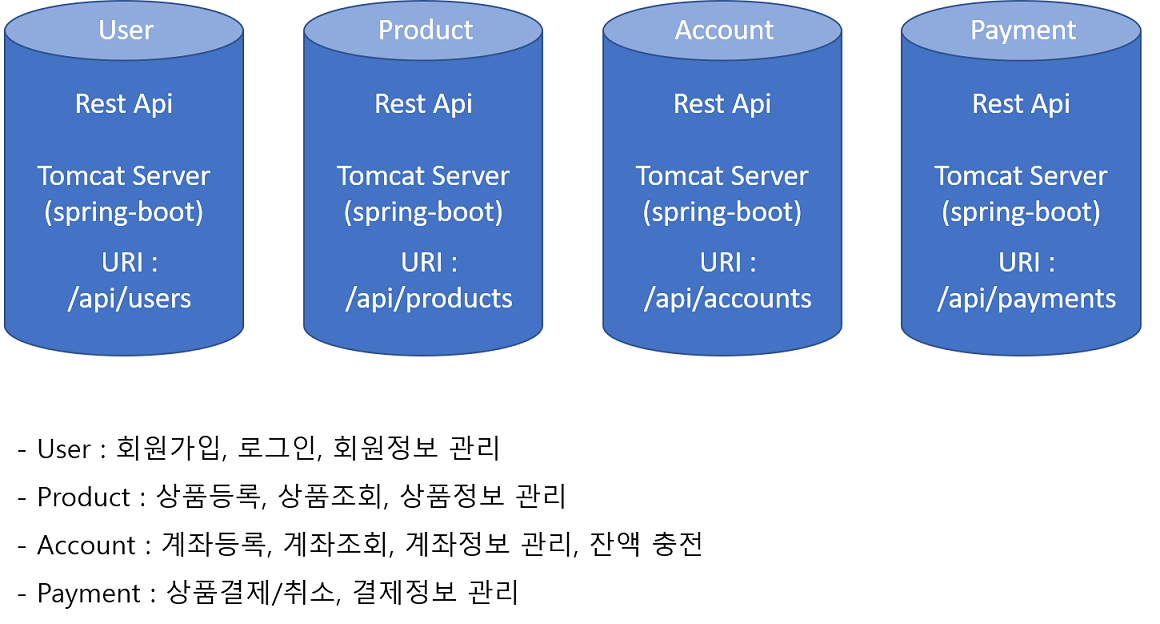 User
Rest Api
Tomcat Server
(spring-boot)
URI :
/api/users
Product
Rest Api
Tomcat Server
(spring-boot)
URI :
/api/products
Account
Rest Api
Tomcat Server
(spring-boot)
URI :
/api/accounts
Payment
Rest Api
Tomcat Server
(spring-boot)
URI :
/api/payments
- User : 회원가입, 로그인, 회원정보 관리
- Product : 상품등록, 상품조회, 상품정보 관리
- Account : 계좌등록, 계좌조회, 계좌정보 관리, 잔액 충전
- Payment : 상품결제/취소, 결제정보 관리